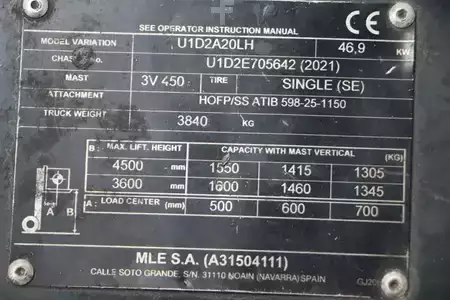 SEE OPERATOR INSTRUCTION MANUAL CE
MODEL VARIATION U1D2A20LH 46,9 KW
No. U1D2E705642 (2021)
MAST 3V 450 TIRE SINGLE (SE)
ATTACHMENT HOFP/SS ATIB 598-25-1150
TRUCK WEIGHT 3840 KG
B: MAX. LIFT. HEIGHT CAPACITY WITH MAST VERTICAL (KG)
4500 mm 1550 1415 1305
3600 mm 1600 1460 1345
A: LOAD CENTER (mm) 500 600 700
A B
MLE S.A. (A31504111)
CALLE SOTO GRANDE, S/N, 31110 NOAIN (NAVARRA) SPAIN